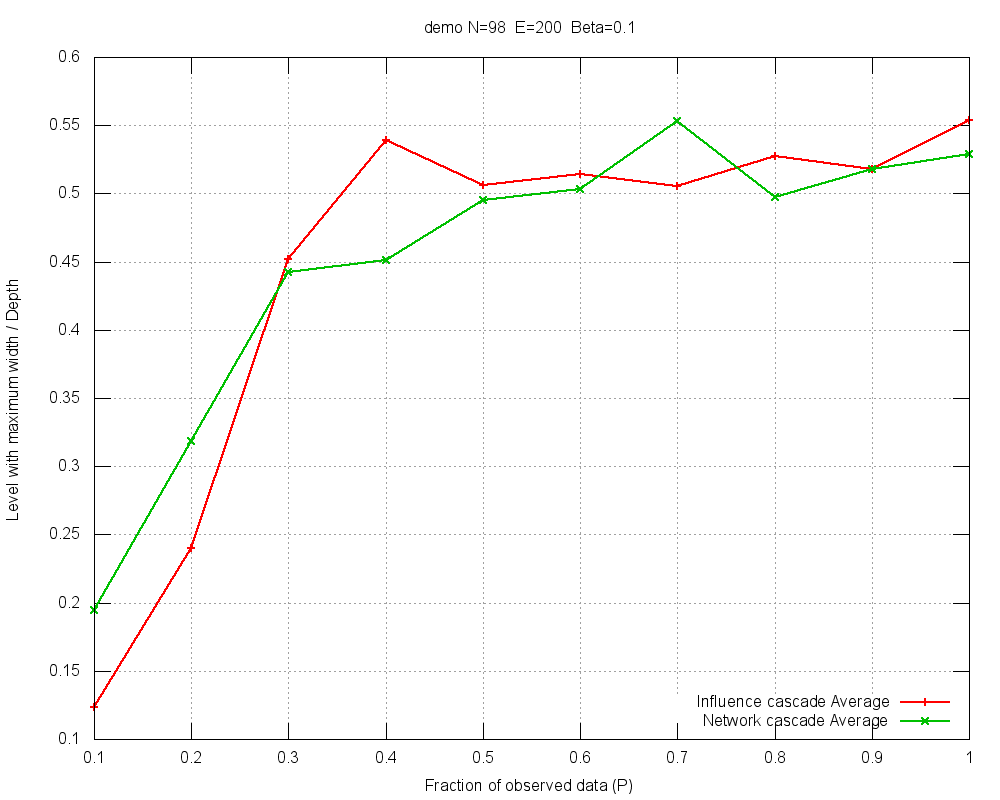 demo N=98  E=200  Beta=0.1
0.6
0.55
0.5
0.45
0.4
0.35
0.3
0.25
0.2
0.15
0.1
Level with maximum width / Depth
Influence cascade Average
Network cascade Average
0.1 0.2 0.3 0.4 0.5 0.6 0.7 0.8 0.9 1
Fraction of observed data (P)